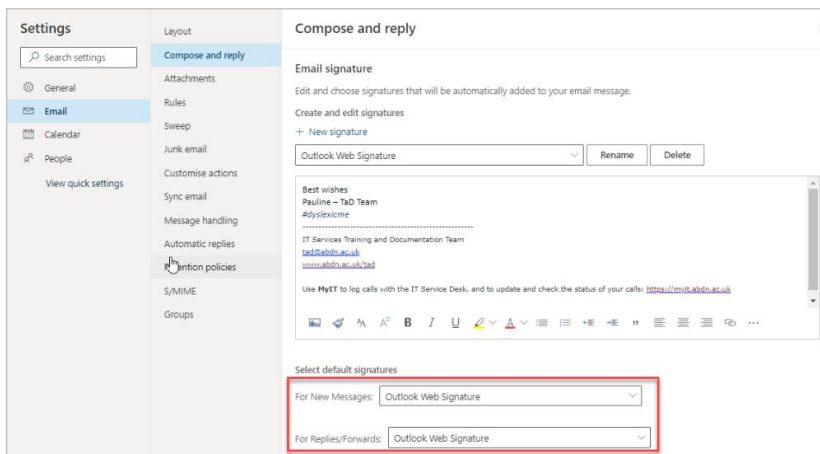 Settings
Search settings
General
Email
Calendar
People
View quick settings
Layout
Compose and reply
Attachments
Rules
Sweep
Junk email
Customise actions
Sync email
Message handling
Automatic replies
Retention policies
S/MIME
Groups
Compose and reply
Email signature
Edit and choose signatures that will be automatically added to your email message.
Create and edit signatures
+ New signature
Outlook Web Signature
Rename
Delete
Best wishes
Pauline – TaD Team
#dyslexicme
------------------------------------------------------
IT Services Training and Documentation Team
tad@abdn.ac.uk
www.abdn.ac.uk/tad
Use MyIT to log calls with the IT Service Desk, and to update and check the status of your calls: https://myit.abdn.ac.uk
B I U A
Select default signatures
For New Messages: Outlook Web Signature
For Replies/Forwards: Outlook Web Signature